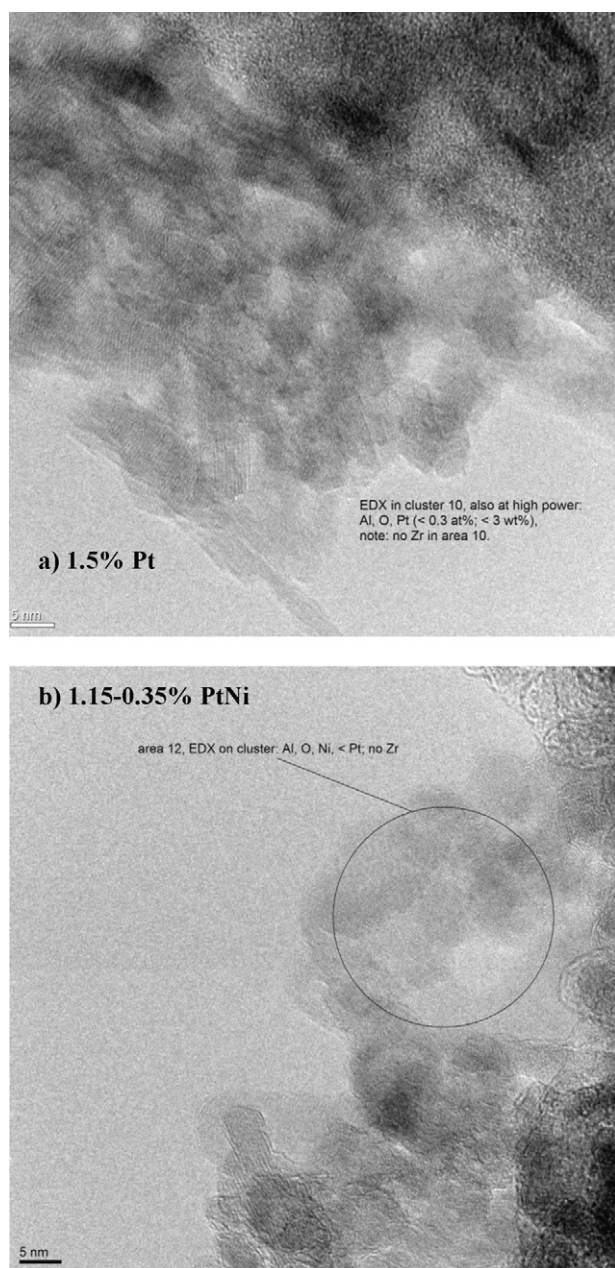 EDX in cluster 10, also at high power:
Al, O, Pt (< 0.3 at%; < 3 wt%),
note: no Zr in area 10.
a) 1.5% Pt
5 nm
b) 1.15-0.35% PtNi
area 12, EDX on cluster: Al, O, Ni, < Pt; no Zr
5 nm